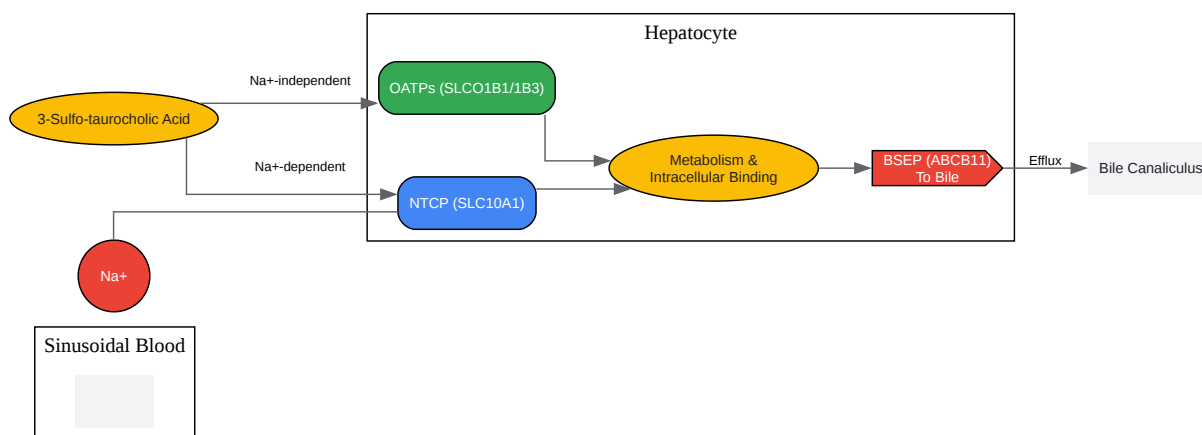 Hepatocyte
Na+-independent
OATPs (SLCO1B1/1B3)
3-Sulfo-taurocholic Acid
Na+-dependent
NTCP (SLC10A1)
Metabolism &
Intracellular Binding
BSEP (ABCB11)
To Bile
Efflux
Bile Canaliculus
Na+
Sinusoidal Blood